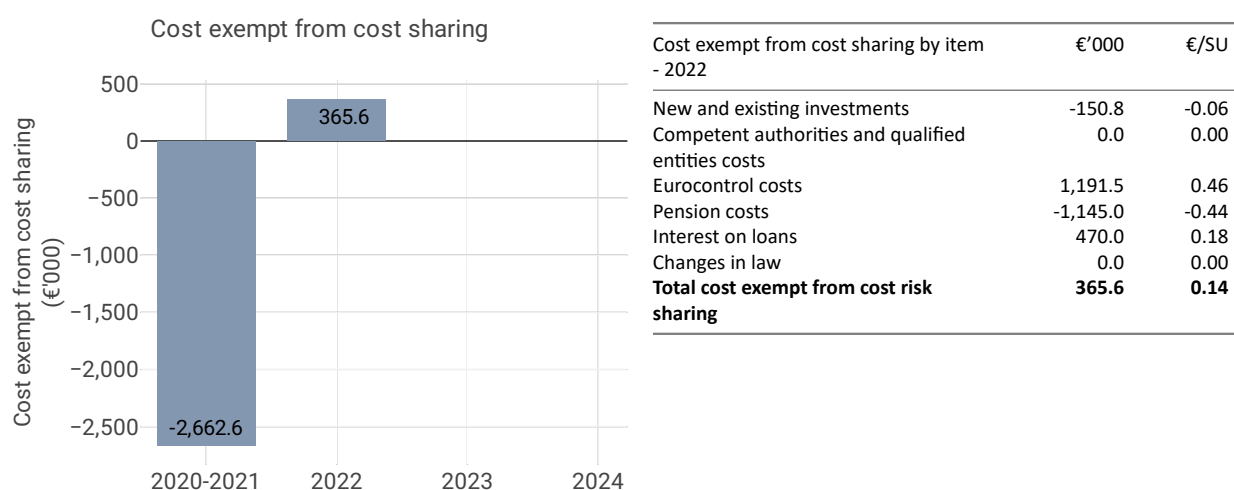 Cost exempt from cost sharing
Cost exempt from cost sharing
(€'000)
500
0
−500
−1,000
−1,500
−2,000
−2,500
365.6
-2,662.6
2020-2021 2022 2023 2024
Cost exempt from cost sharing by item €’000 €/SU
- 2022
New and existing investments -150.8 -0.06
Competent authorities and qualified 0.0 0.00
entities costs
Eurocontrol costs 1,191.5 0.46
Pension costs -1,145.0 -0.44
Interest on loans 470.0 0.18
Changes in law 0.0 0.00
Total cost exempt from cost risk 365.6 0.14
sharing